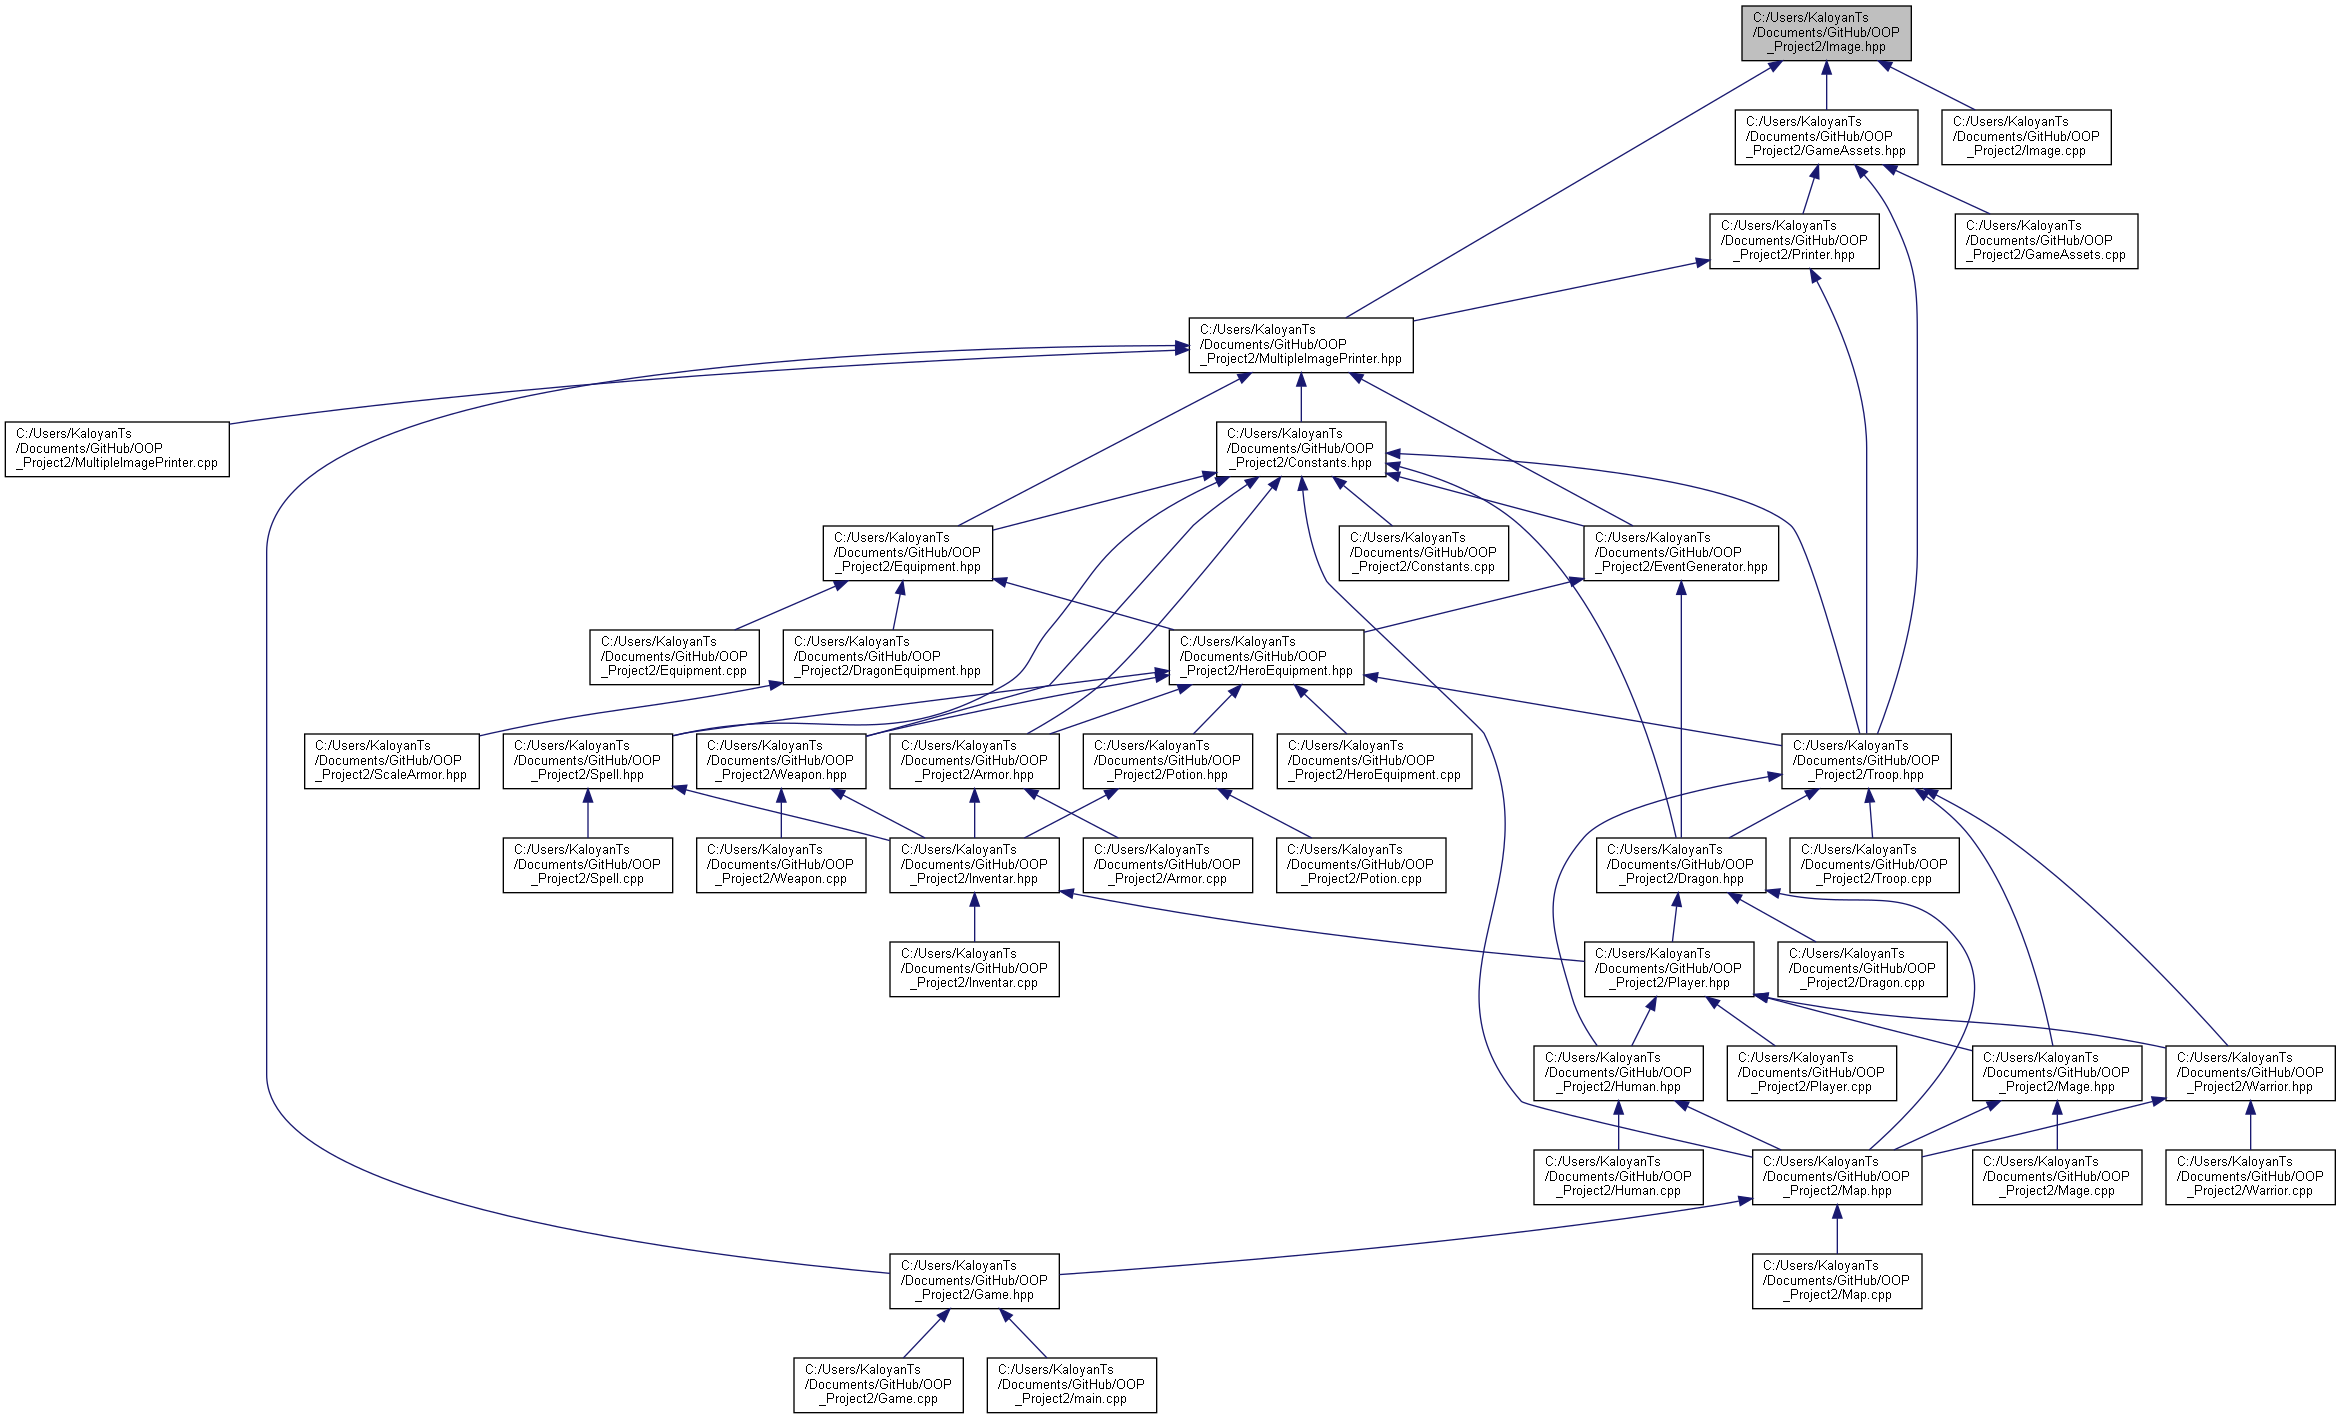 C:/Users/KaloyanTs
/Documents/GitHub/OOP
_Project2/Image.hpp
C:/Users/KaloyanTs
/Documents/GitHub/OOP
_Project2/GameAssets.hpp
C:/Users/KaloyanTs
/Documents/GitHub/OOP
_Project2/Image.cpp
C:/Users/KaloyanTs
/Documents/GitHub/OOP
_Project2/Printer.hpp
C:/Users/KaloyanTs
/Documents/GitHub/OOP
_Project2/GameAssets.cpp
C:/Users/KaloyanTs
/Documents/GitHub/OOP
_Project2/MultipleImagePrinter.hpp
C:/Users/KaloyanTs
/Documents/GitHub/OOP
_Project2/MultipleImagePrinter.cpp
C:/Users/KaloyanTs
/Documents/GitHub/OOP
_Project2/Constants.hpp
C:/Users/KaloyanTs
/Documents/GitHub/OOP
_Project2/Equipment.hpp
C:/Users/KaloyanTs
/Documents/GitHub/OOP
_Project2/Constants.cpp
C:/Users/KaloyanTs
/Documents/GitHub/OOP
_Project2/EventGenerator.hpp
C:/Users/KaloyanTs
/Documents/GitHub/OOP
_Project2/Equipment.cpp
C:/Users/KaloyanTs
/Documents/GitHub/OOP
_Project2/DragonEquipment.hpp
C:/Users/KaloyanTs
/Documents/GitHub/OOP
_Project2/HeroEquipment.hpp
C:/Users/KaloyanTs
/Documents/GitHub/OOP
_Project2/ScaleArmor.hpp
C:/Users/KaloyanTs
/Documents/GitHub/OOP
_Project2/Spell.hpp
C:/Users/KaloyanTs
/Documents/GitHub/OOP
_Project2/Weapon.hpp
C:/Users/KaloyanTs
/Documents/GitHub/OOP
_Project2/Armor.hpp
C:/Users/KaloyanTs
/Documents/GitHub/OOP
_Project2/Potion.hpp
C:/Users/KaloyanTs
/Documents/GitHub/OOP
_Project2/HeroEquipment.cpp
C:/Users/KaloyanTs
/Documents/GitHub/OOP
_Project2/Troop.hpp
C:/Users/KaloyanTs
/Documents/GitHub/OOP
_Project2/Spell.cpp
C:/Users/KaloyanTs
/Documents/GitHub/OOP
_Project2/Weapon.cpp
C:/Users/KaloyanTs
/Documents/GitHub/OOP
_Project2/Inventar.hpp
C:/Users/KaloyanTs
/Documents/GitHub/OOP
_Project2/Armor.cpp
C:/Users/KaloyanTs
/Documents/GitHub/OOP
_Project2/Potion.cpp
C:/Users/KaloyanTs
/Documents/GitHub/OOP
_Project2/Dragon.hpp
C:/Users/KaloyanTs
/Documents/GitHub/OOP
_Project2/Troop.cpp
C:/Users/KaloyanTs
/Documents/GitHub/OOP
_Project2/Inventar.cpp
C:/Users/KaloyanTs
/Documents/GitHub/OOP
_Project2/Player.hpp
C:/Users/KaloyanTs
/Documents/GitHub/OOP
_Project2/Dragon.cpp
C:/Users/KaloyanTs
/Documents/GitHub/OOP
_Project2/Human.hpp
C:/Users/KaloyanTs
/Documents/GitHub/OOP
_Project2/Player.cpp
C:/Users/KaloyanTs
/Documents/GitHub/OOP
_Project2/Mage.hpp
C:/Users/KaloyanTs
/Documents/GitHub/OOP
_Project2/Warrior.hpp
C:/Users/KaloyanTs
/Documents/GitHub/OOP
_Project2/Human.cpp
C:/Users/KaloyanTs
/Documents/GitHub/OOP
_Project2/Map.hpp
C:/Users/KaloyanTs
/Documents/GitHub/OOP
_Project2/Mage.cpp
C:/Users/KaloyanTs
/Documents/GitHub/OOP
_Project2/Warrior.cpp
C:/Users/KaloyanTs
/Documents/GitHub/OOP
_Project2/Game.hpp
C:/Users/KaloyanTs
/Documents/GitHub/OOP
_Project2/Map.cpp
C:/Users/KaloyanTs
/Documents/GitHub/OOP
_Project2/Game.cpp
C:/Users/KaloyanTs
/Documents/GitHub/OOP
_Project2/main.cpp